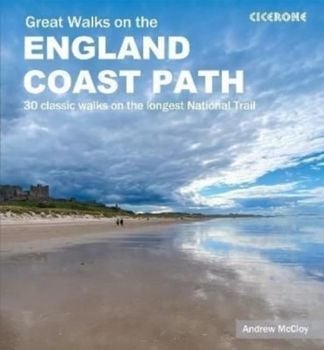 CICERONE
Great Walks on the
ENGLAND
COAST PATH
30 classic walks on the longest National Trail
Andrew McCloy